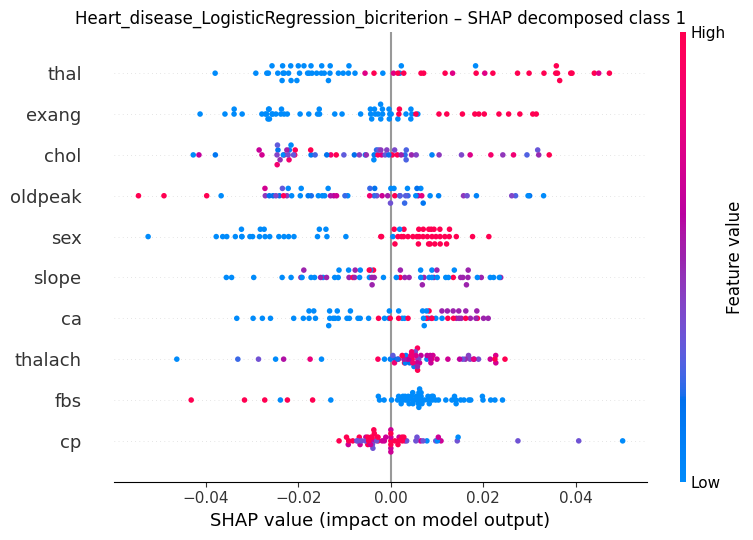 Heart_disease_LogisticRegression_bicriterion – SHAP decomposed class 1
High
thal
exang
chol
oldpeak
sex
slope
ca
thalach
fbs
cp
Feature value
Low
−0.04 −0.02 0.00 0.02 0.04
SHAP value (impact on model output)